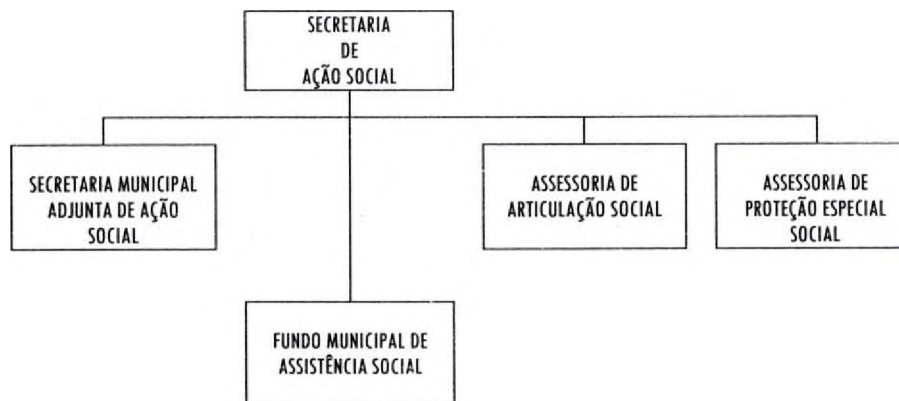 SECRETARIA
DE
AÇÃO SOCIAL
SECRETARIA MUNICIPAL
ADJUNTA DE AÇÃO
SOCIAL
ASSESSORIA DE
ARTICULAÇÃO SOCIAL
ASSESSORIA DE
PROTEÇÃO ESPECIAL
SOCIAL
FUNDO MUNICIPAL DE
ASSISTÊNCIA SOCIAL